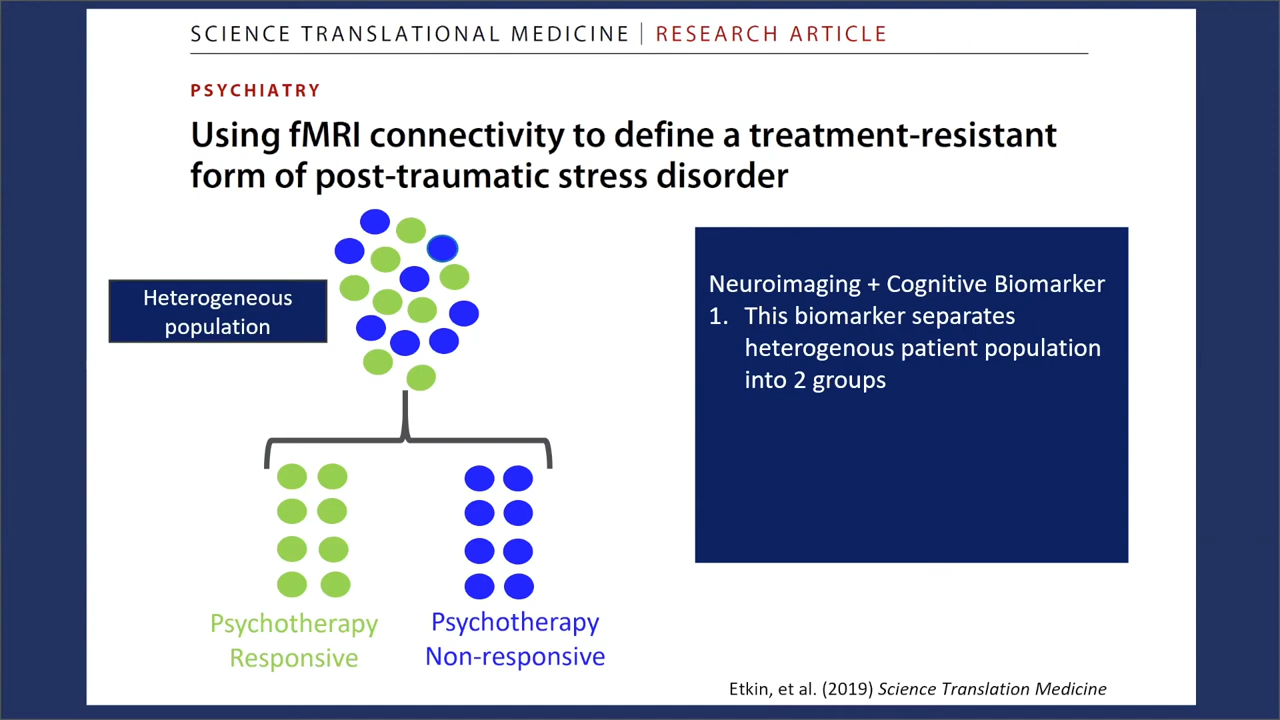 SCIENCE TRANSLATIONAL MEDICINE | RESEARCH ARTICLE
PSYCHIATRY
Using fMRI connectivity to define a treatment-resistant
form of post-traumatic stress disorder
Heterogeneous
population
Neuroimaging + Cognitive Biomarker
1. This biomarker separates
heterogenous patient population
into 2 groups
Psychotherapy
Responsive
Psychotherapy
Non-responsive
Etkin, et al. (2019) Science Translation Medicine